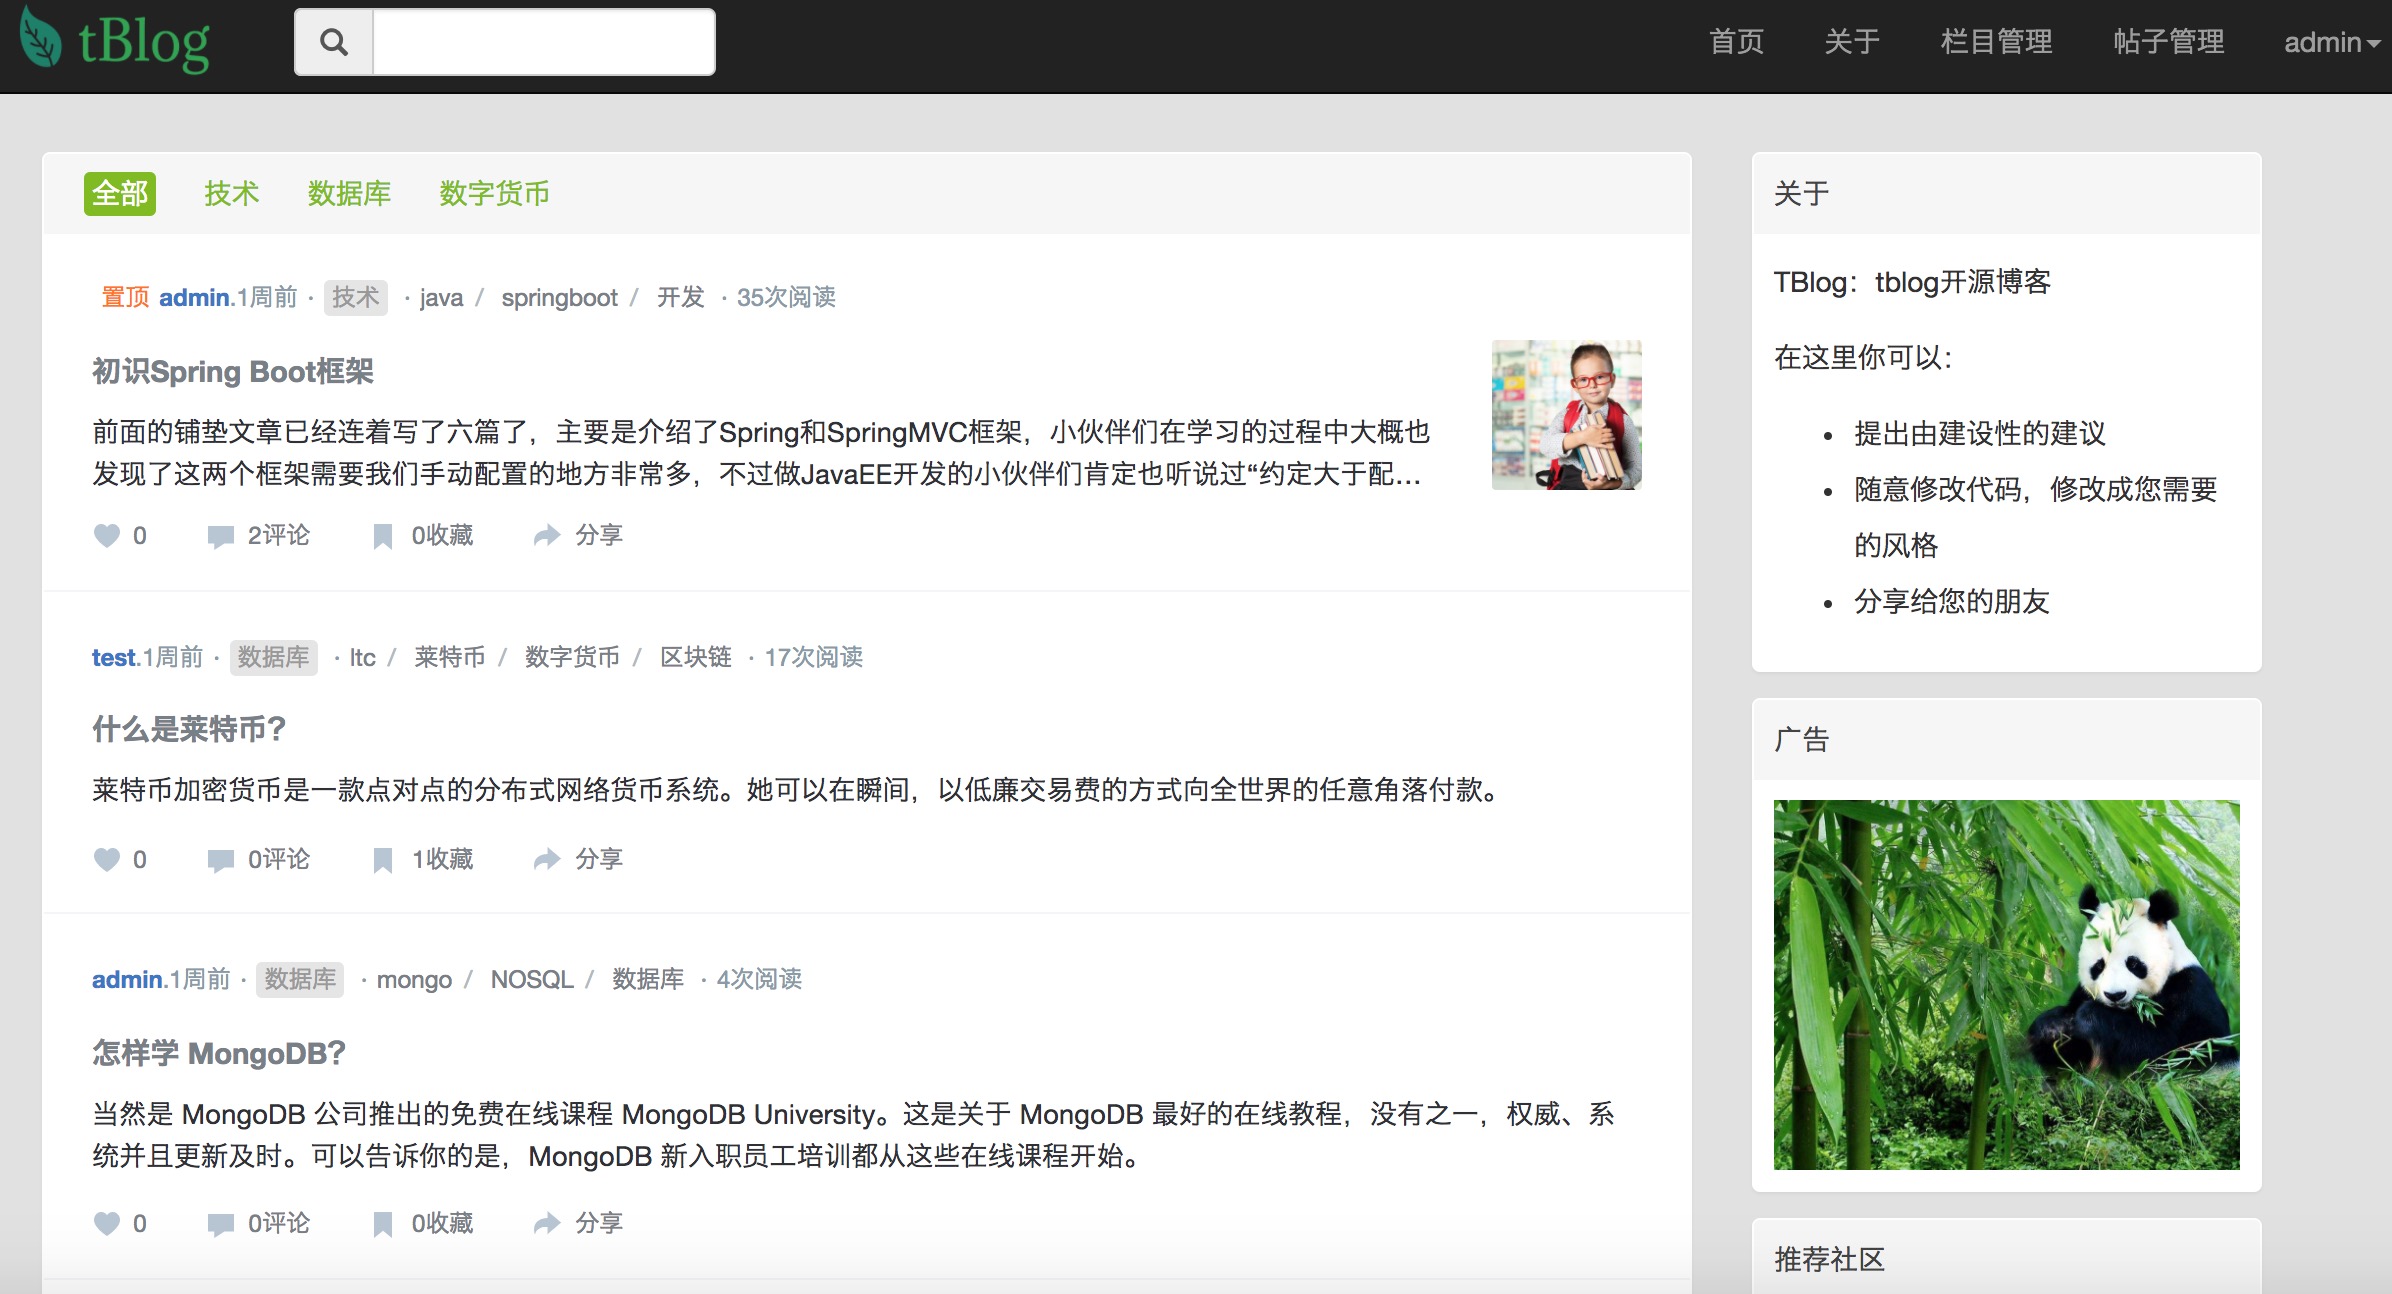 tBlog
首页 关于 栏目管理 帖子管理 admin
全部 技术 数据库 数字货币
置顶 admin.1周前 · 技术 · java / springboot / 开发 · 35次阅读
初识Spring Boot框架
前面的铺垫文章已经连着写了六篇了，主要是介绍了Spring和SpringMVC框架，小伙伴们在学习的过程中大概也
发现了这两个框架需要我们手动配置的地方非常多，不过做JavaEE开发的小伙伴们肯定也听说过“约定大于配...
0 2评论 0收藏 分享
test.1周前 · 数据库 · ltc / 莱特币 / 数字货币 / 区块链 · 17次阅读
什么是莱特币？
莱特币加密货币是一款点对点的分布式网络货币系统。她可以在瞬间，以低廉交易费的方式向全世界的任意角落付款。
0 0评论 1收藏 分享
admin.1周前 · 数据库 · mongo / NOSQL / 数据库 · 4次阅读
怎样学 MongoDB？
当然是 MongoDB 公司推出的免费在线课程 MongoDB University。这是关于 MongoDB 最好的在线教程，没有之一，权威、系
统并且更新及时。可以告诉你的是，MongoDB 新入职员工培训都从这些在线课程开始。
0 0评论 0收藏 分享
关于
TBlog：tblog开源博客
在这里你可以：
• 提出由建设性的建议
• 随意修改代码，修改成您需要
的风格
• 分享给您的朋友
广告
推荐社区